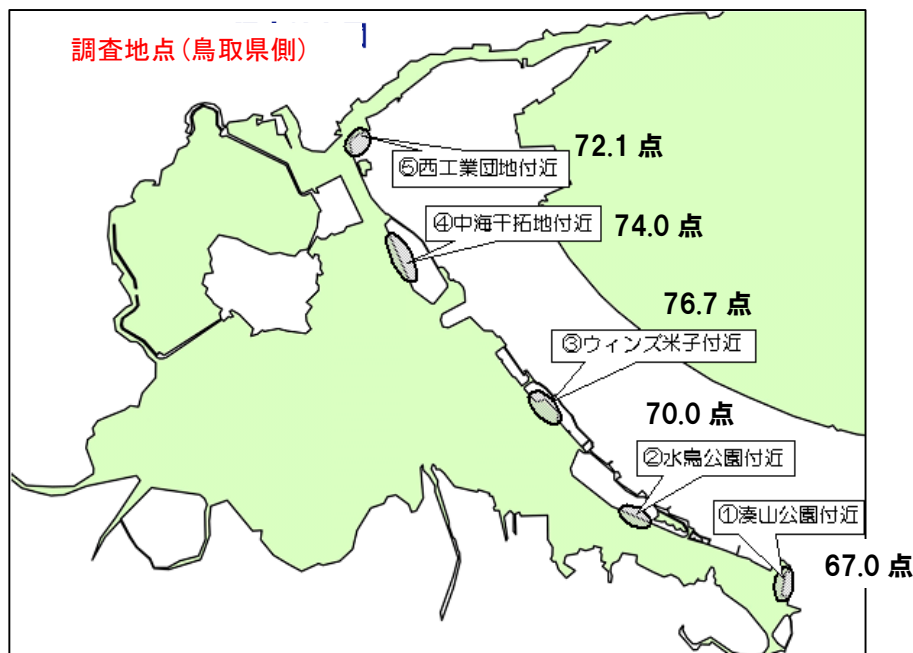 調査地点(鳥取県側)
72.1 点
⑤西工業団地付近
④中海干拓地付近
74.0 点
76.7 点
③ウィンズ米子付近
70.0 点
②水鳥公園付近
①湊山公園付近
67.0 点